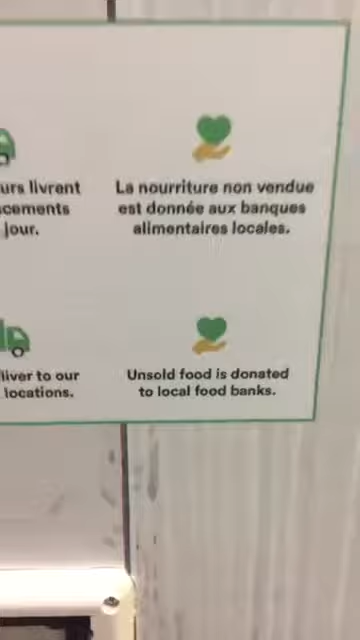 urs livrent
cements
jour.
La nourriture non vendue
est donnée aux banques
alimentaires locales.
liver to our
locations.
Unsold food is donated
to local food banks.